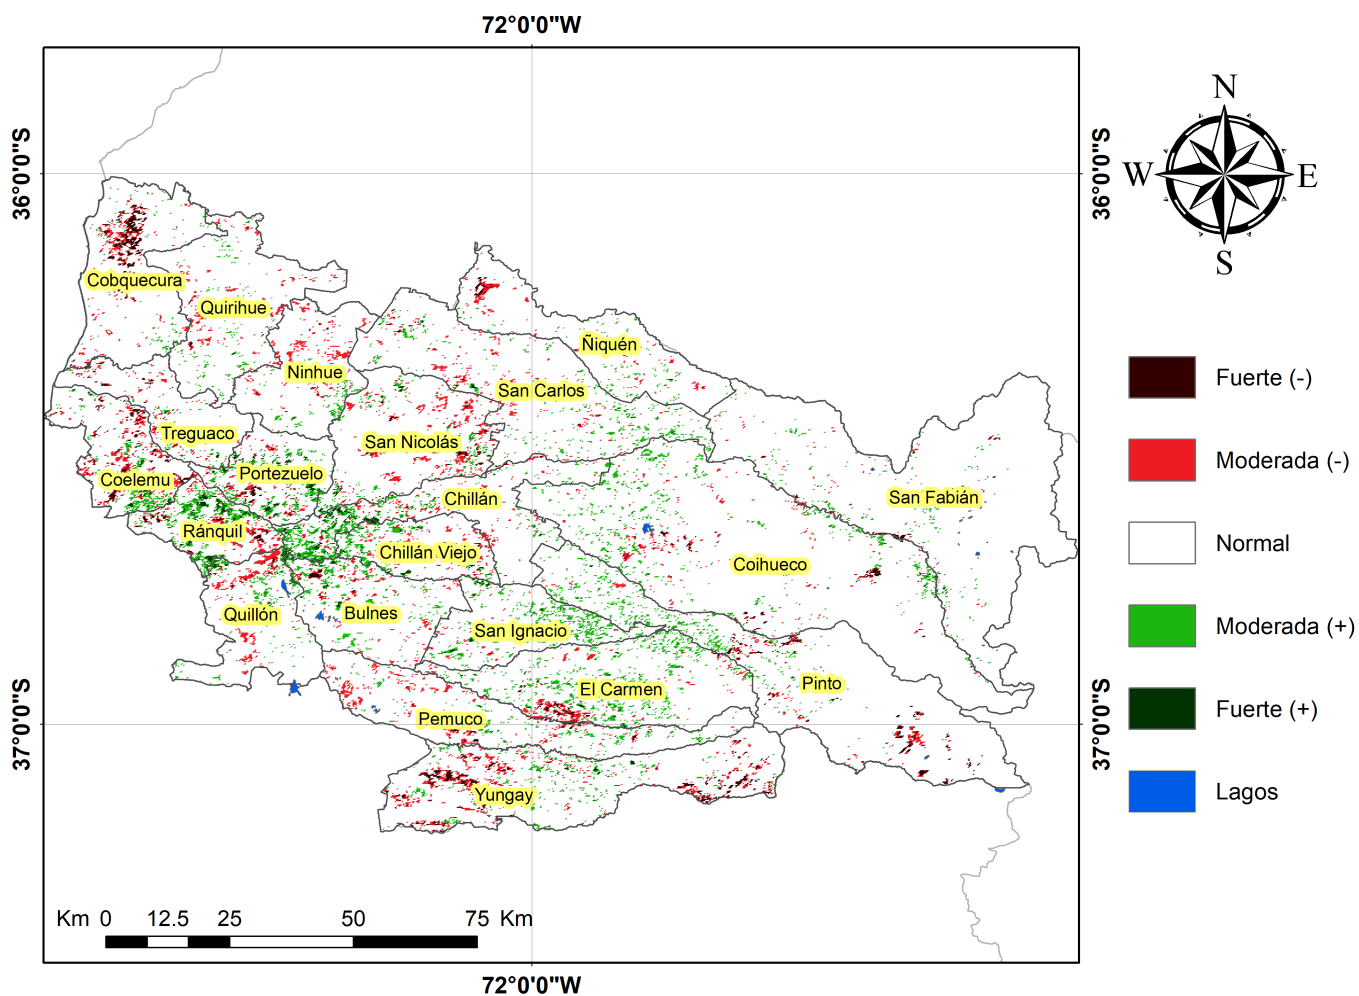 72°0'0"W
36°0'0"S
36°0'0"S
N
W
E
S
Cobquecura
Quirihue
Ñiquén
Ninhue
San Carlos
Treguaco
San Nicolás
Portezuelo
Coelemu
Chillán
San Fabián
Ránquil
Chillán Viejo
Coihueco
Quillón
Bulnes
San Ignacio
El Carmen
Pinto
Pemuco
Yungay
37°0'0"S
37°0'0"S
Fuerte (-)
Moderada (-)
Normal
Moderada (+)
Fuerte (+)
Lagos
Km 0 12.5 25 50 75 Km
72°0'0"W